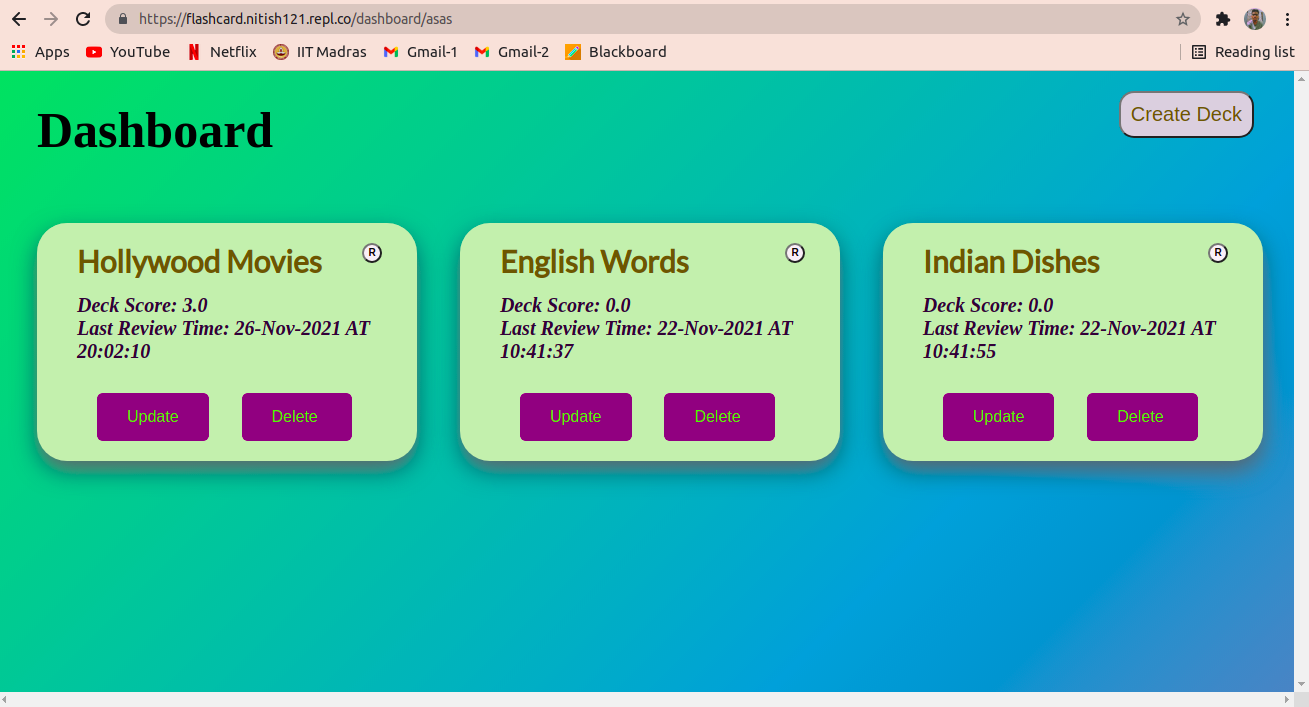 https://flashcard.nitish121.repl.co/dashboard/asas
Apps YouTube Netflix IIT Madras Gmail-1 Gmail-2 Blackboard Reading list
Dashboard
Create Deck
Hollywood Movies R
Deck Score: 3.0
Last Review Time: 26-Nov-2021 AT
20:02:10
Update Delete
English Words R
Deck Score: 0.0
Last Review Time: 22-Nov-2021 AT
10:41:37
Update Delete
Indian Dishes R
Deck Score: 0.0
Last Review Time: 22-Nov-2021 AT
10:41:55
Update Delete